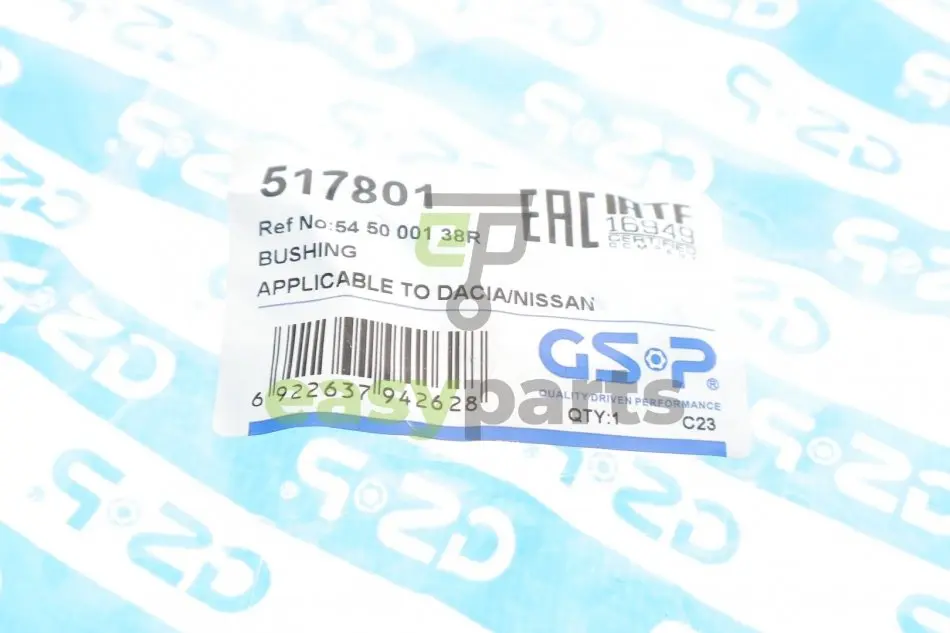 517801
EAC
IATF
16949
CERTIFIED
Ref No:54 50 001 38R
BUSHING
APPLICABLE TO DACIA/NISSAN
GSP®
QUALITY DRIVEN PERFORMANCE
6 922637 942628
QTY:1
C23
ep
easyparts